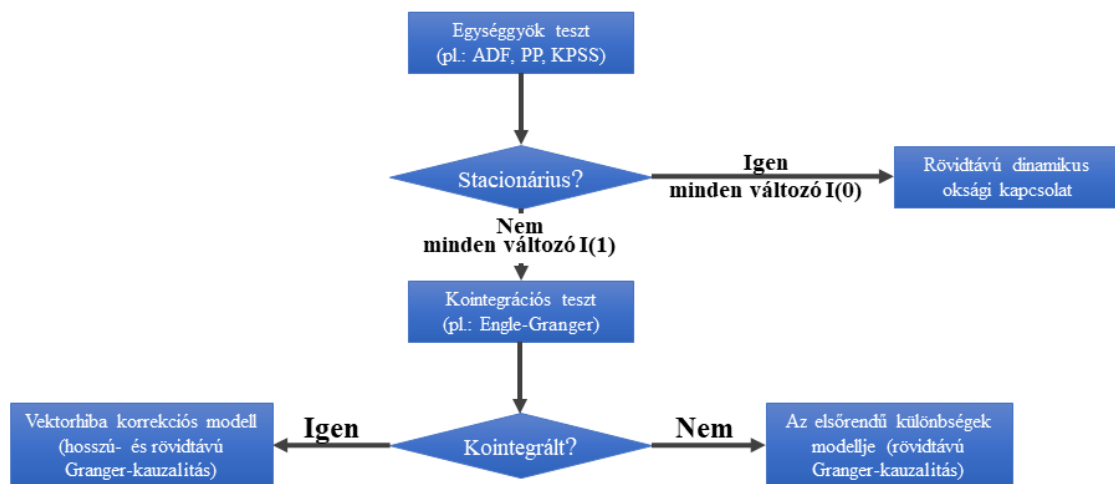 Egységgyök teszt
(pl.: ADF, PP, KPSS)
Stacionárius?
Igen
minden változó I(0)
Rövidtávú dinamikus
oksági kapcsolat
Nem
minden változó I(1)
Kointegrációs teszt
(pl.: Engle-Granger)
Vektorhiba korrekciós modell
(hosszú- és rövidtávú
Granger-kauzalitás)
Igen
Kointegrált?
Nem
Az elsőrendű különbségek
modellje (rövidtávú
Granger-kauzalitás)